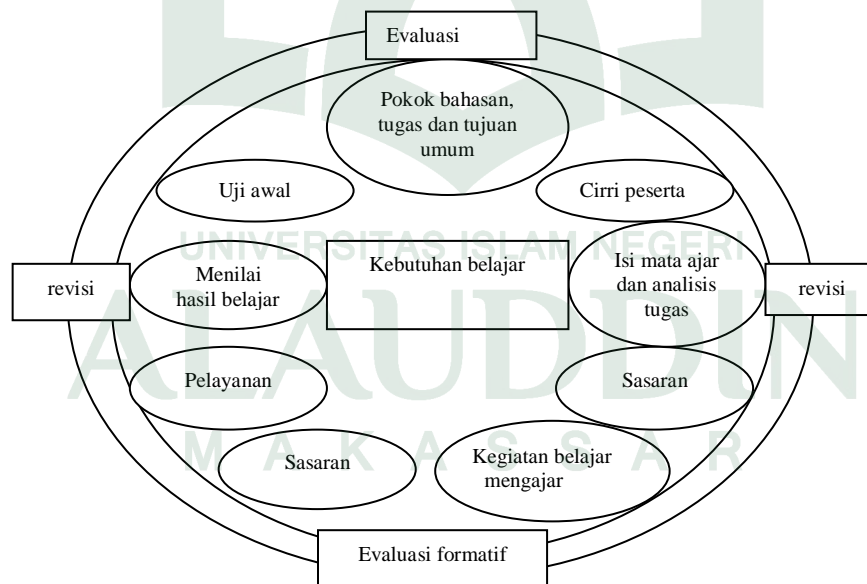 Evaluasi
Pokok bahasan,
tugas dan tujuan
umum
Uji awal
Cirri peserta
UNIVERSITAS ISLAM NEGERI
revisi
Menilai
hasil belajar
Kebutuhan belajar
Isi mata ajar
dan analisis
tugas
revisi
ALAUDDIN
Pelayanan
Sasaran
MAKASSAR
Sasaran
Kegiatan belajar
mengajar
Evaluasi formatif